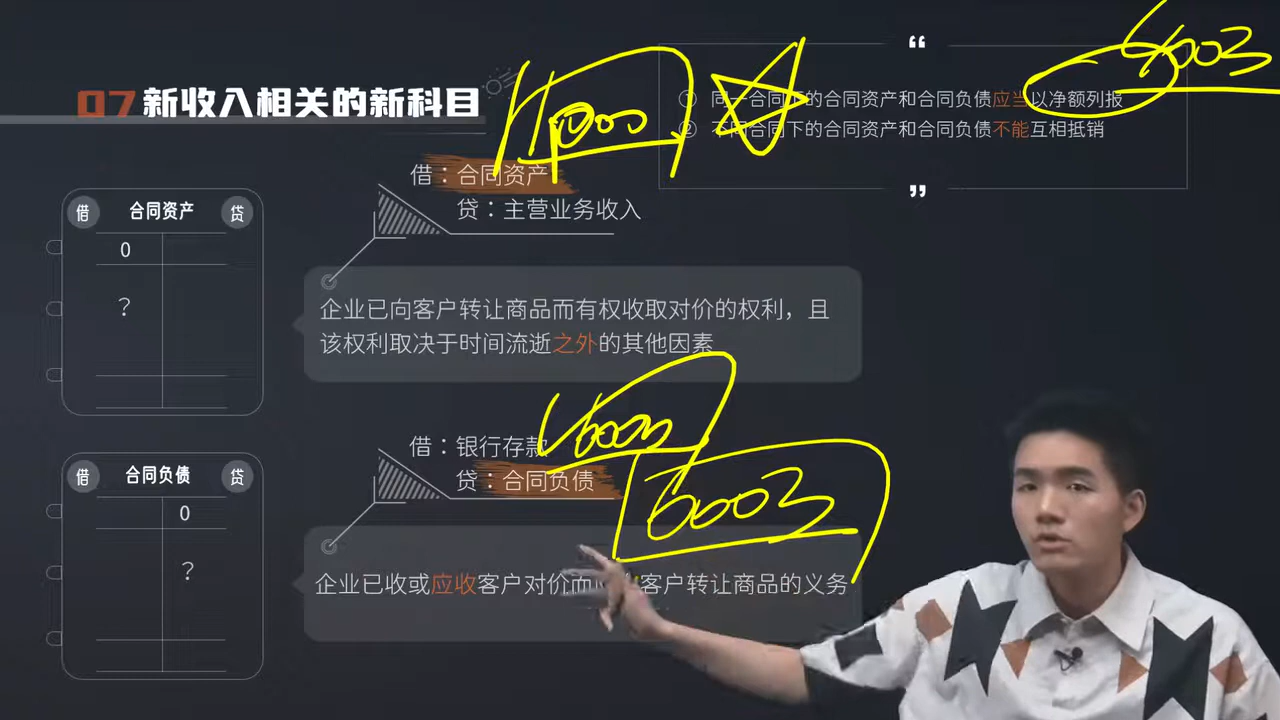 07 新收入相关的新科目
“
① 同一合同下的合同资产和合同负债应当以净额列报
② 不同合同下的合同资产和合同负债不能互相抵销
”
借：合同资产
贷：主营业务收入
借 合同资产 贷
0
？
企业已向客户转让商品而有权收取对价的权利，且
该权利取决于时间流逝之外的其他因素
借：银行存款
贷：合同负债
借 合同负债 贷
0
？
企业已收或应收客户对价而应向客户转让商品的义务